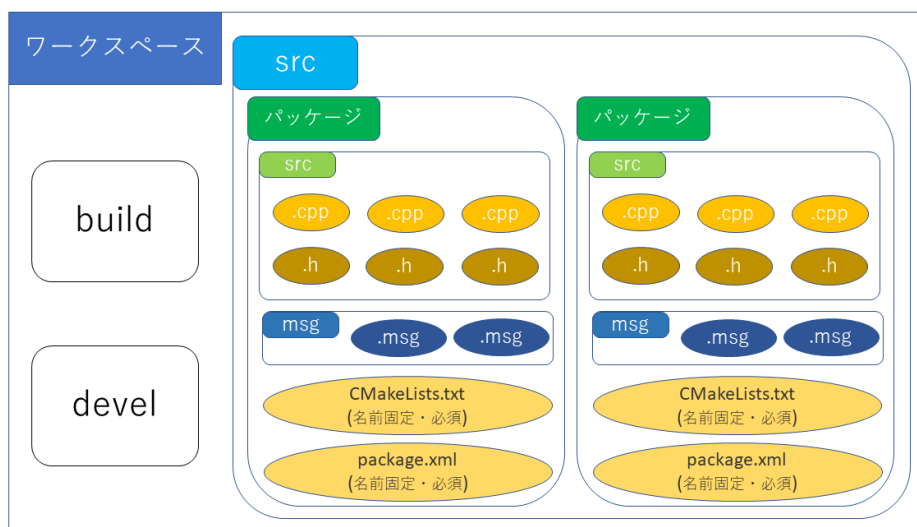 ワークスペース
src
build
devel
パッケージ
src
.cpp
.cpp
.cpp
.h
.h
.h
msg
.msg
.msg
CMakeLists.txt
(名前固定・必須)
package.xml
(名前固定・必須)
パッケージ
src
.cpp
.cpp
.cpp
.h
.h
.h
msg
.msg
.msg
CMakeLists.txt
(名前固定・必須)
package.xml
(名前固定・必須)